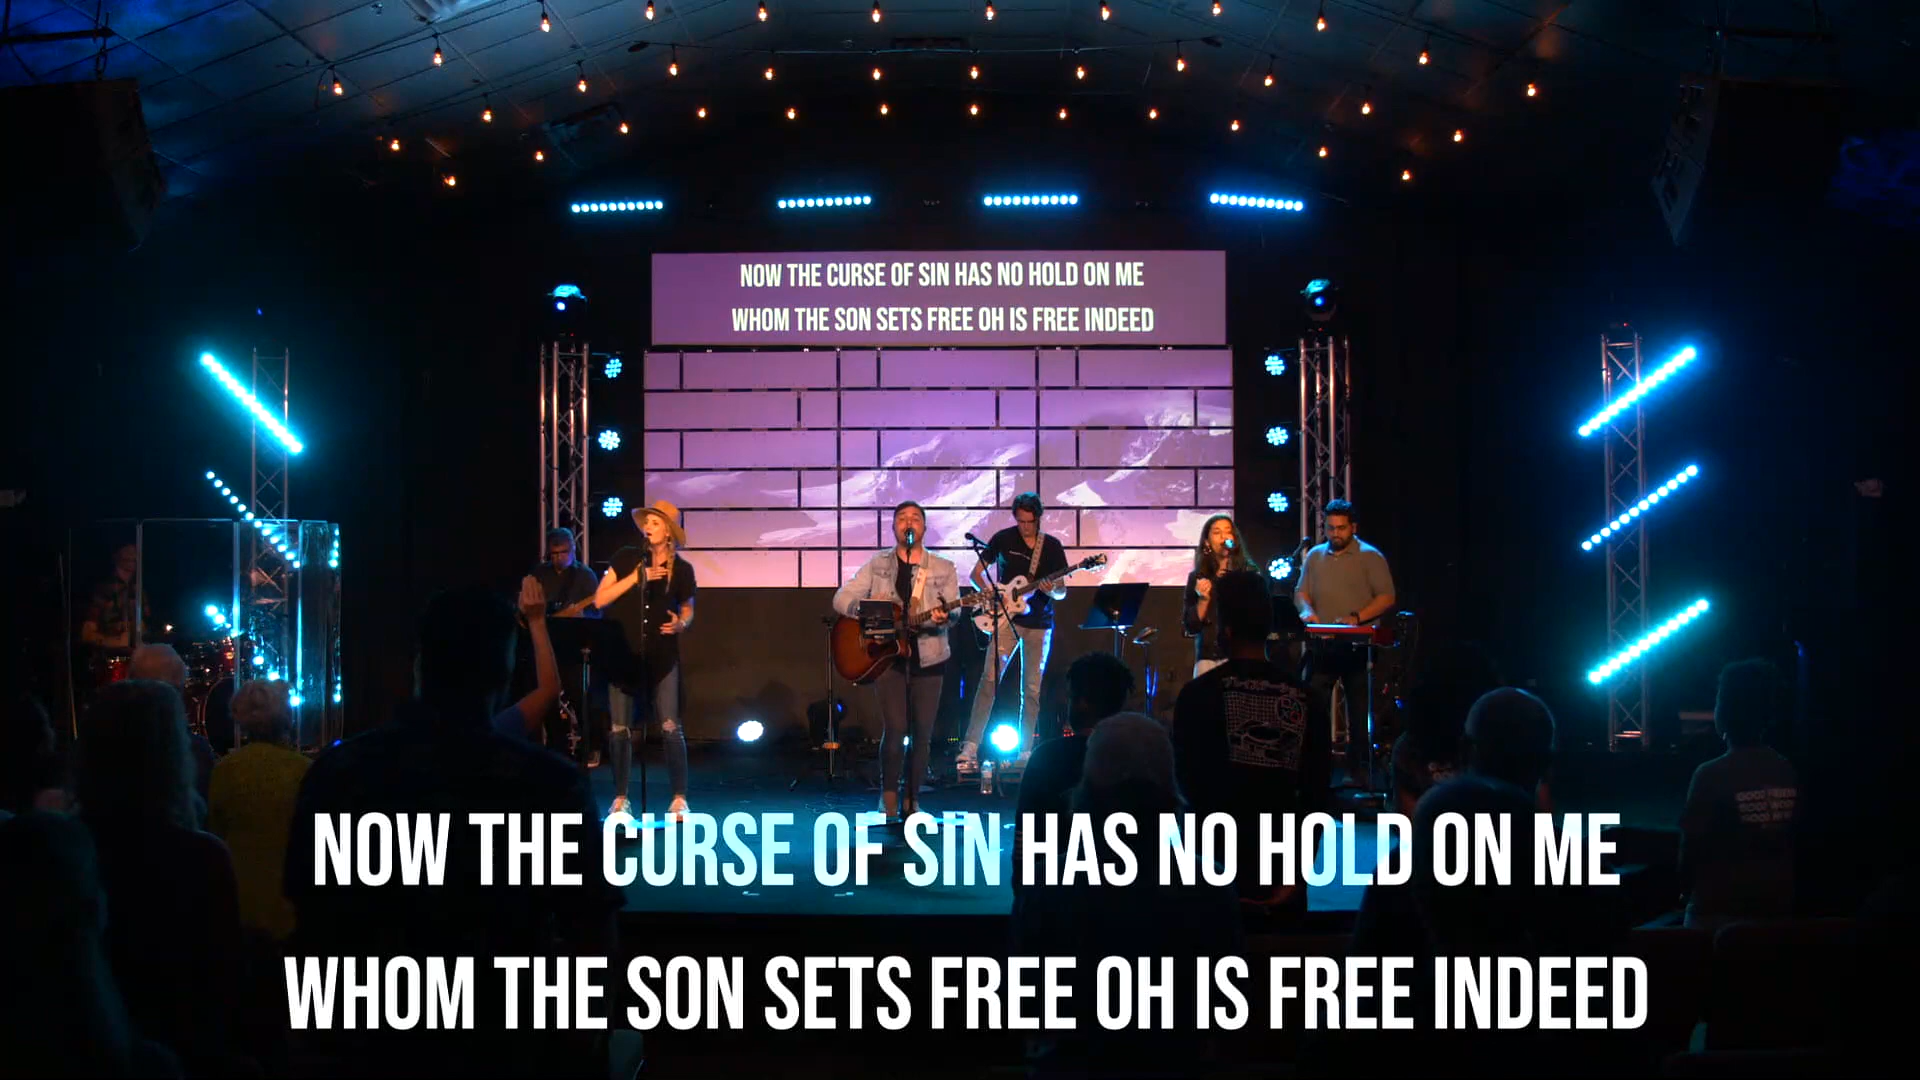 NOW THE CURSE OF SIN HAS NO HOLD ON ME
WHOM THE SON SETS FREE OH IS FREE INDEED
NOW THE CURSE OF SIN HAS NO HOLD ON ME
WHOM THE SON SETS FREE OH IS FREE INDEED